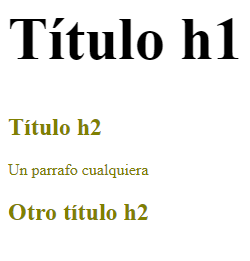 Título h1
Título h2
Un parrafo cualquiera
Otro título h2